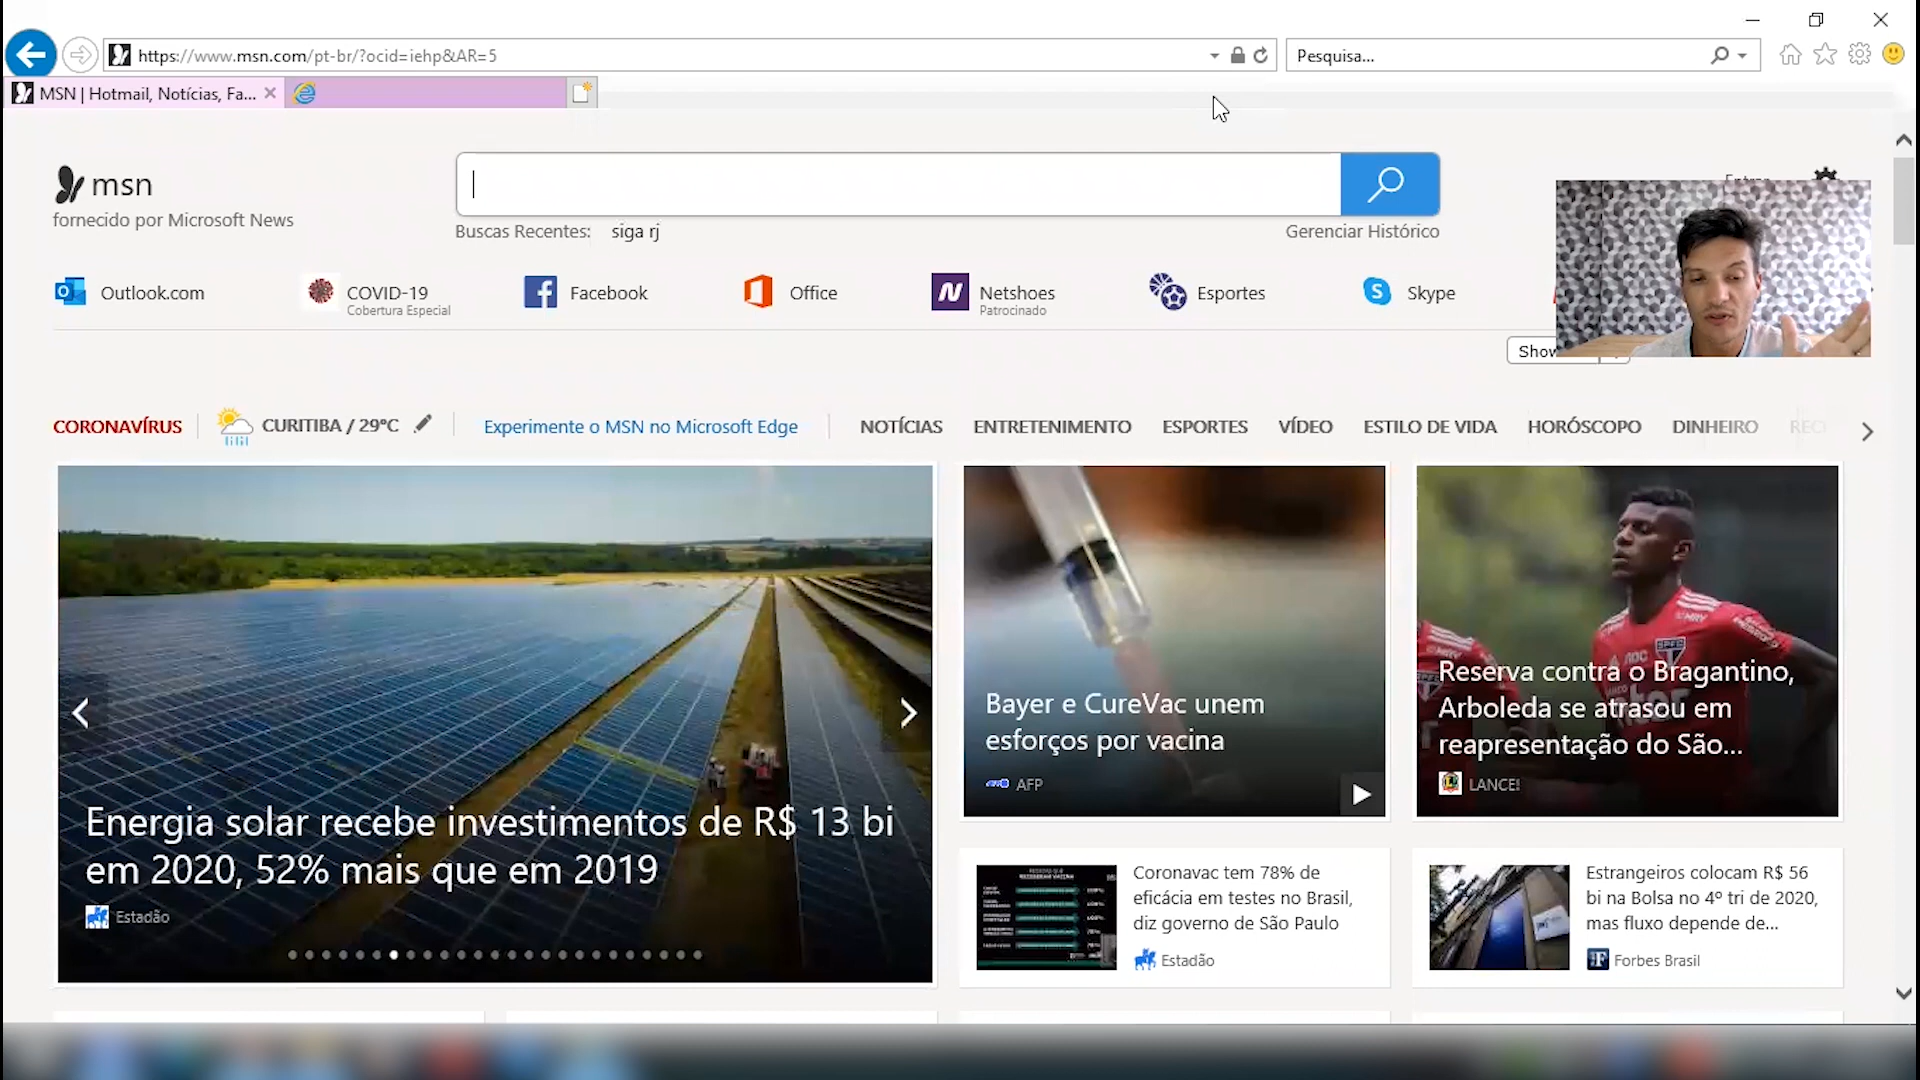 https://www.msn.com/pt-br/?ocid=iehp&AR=5
Pesquisa...
MSN | Hotmail, Notícias, Fa...
msn
fornecido por Microsoft News
Buscas Recentes: siga rj
Gerenciar Histórico
Outlook.com
COVID-19
Cobertura Especial
Facebook
Office
Netshoes
Patrocinado
Esportes
Skype
Show
CORONAVÍRUS
CURITIBA / 29°C
Experimente o MSN no Microsoft Edge
NOTÍCIAS
ENTRETENIMENTO
ESPORTES
VÍDEO
ESTILO DE VIDA
HORÓSCOPO
DINHEIRO
Energia solar recebe investimentos de R$ 13 bi
em 2020, 52% mais que em 2019
Estadão
Bayer e CureVac unem
esforços por vacina
AFP
Reserva contra o Bragantino,
Arboleda se atrasou em
reapresentação do São...
LANCE!
Coronavac tem 78% de
eficácia em testes no Brasil,
diz governo de São Paulo
Estadão
Estrangeiros colocam R$ 56
bi na Bolsa no 4º tri de 2020,
mas fluxo depende de...
Forbes Brasil